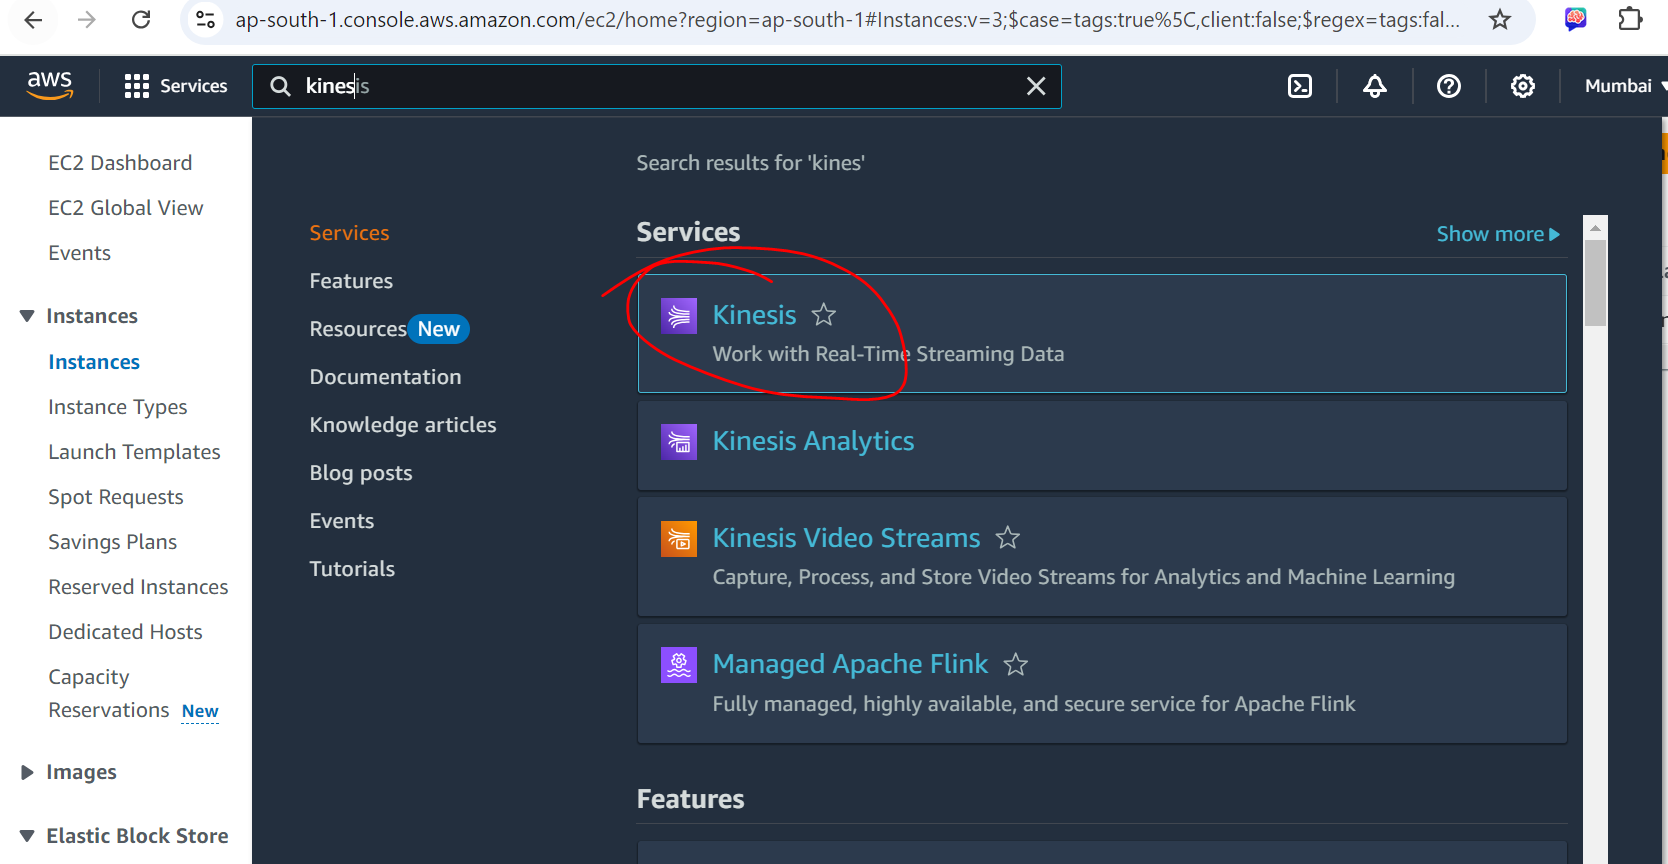 ap-south-1.console.aws.amazon.com/ec2/home?region=ap-south-1#Instances:v=3;$case=tags:true%5C,client:false;$regex=tags:fal...
aws
Services
kinesis
Mumbai
EC2 Dashboard
EC2 Global View
Events
Instances
Instances
Instance Types
Launch Templates
Spot Requests
Savings Plans
Reserved Instances
Dedicated Hosts
Capacity
Reservations New
Images
Elastic Block Store
Services
Features
Resources New
Documentation
Knowledge articles
Blog posts
Events
Tutorials
Search results for 'kines'
Services
Show more
Kinesis
Work with Real-Time Streaming Data
Kinesis Analytics
Kinesis Video Streams
Capture, Process, and Store Video Streams for Analytics and Machine Learning
Managed Apache Flink
Fully managed, highly available, and secure service for Apache Flink
Features